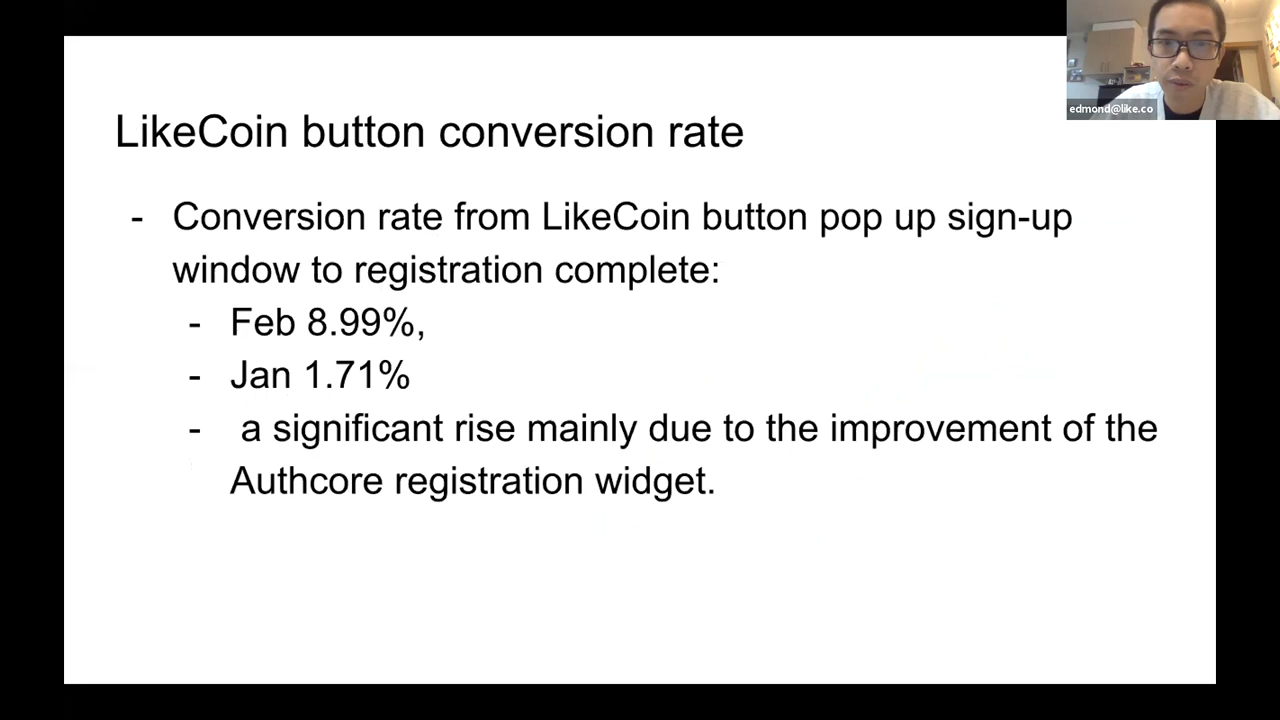 edmond@like.co
LikeCoin button conversion rate
- Conversion rate from LikeCoin button pop up sign-up
window to registration complete:
- Feb 8.99%,
- Jan 1.71%
- a significant rise mainly due to the improvement of the
Authcore registration widget.